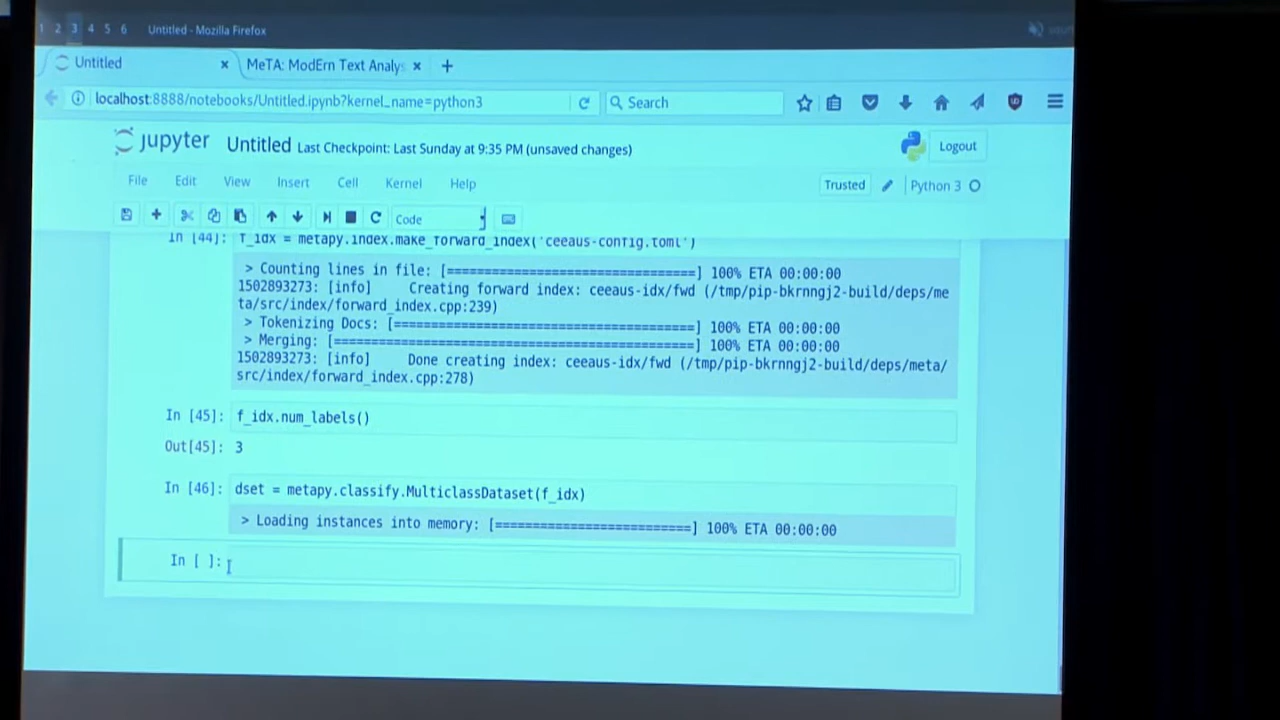 1 2 3 4 5 6 Untitled - Mozilla Firefox
Untitled × MeTA: ModErn Text Analys × +
localhost:8888/notebooks/Untitled.ipynb?kernel_name=python3 Search
jupyter Untitled Last Checkpoint: Last Sunday at 9:35 PM (unsaved changes) Logout
File Edit View Insert Cell Kernel Help Trusted Python 3
Code
In [44]: f_idx = metapy.index.make_forward_index('ceeaus-config.toml')
> Counting lines in file: [=================================] 100% ETA 00:00:00
1502893273: [info] Creating forward index: ceeaus-idx/fwd (/tmp/pip-bkrnngj2-build/deps/me
ta/src/index/forward_index.cpp:239)
> Tokenizing Docs: [========================================] 100% ETA 00:00:00
> Merging: [================================================] 100% ETA 00:00:00
1502893273: [info] Done creating index: ceeaus-idx/fwd (/tmp/pip-bkrnngj2-build/deps/meta/
src/index/forward_index.cpp:278)
In [45]: f_idx.num_labels()
Out[45]: 3
In [46]: dset = metapy.classify.MulticlassDataset(f_idx)
> Loading instances into memory: [==========================] 100% ETA 00:00:00
In [ ]: